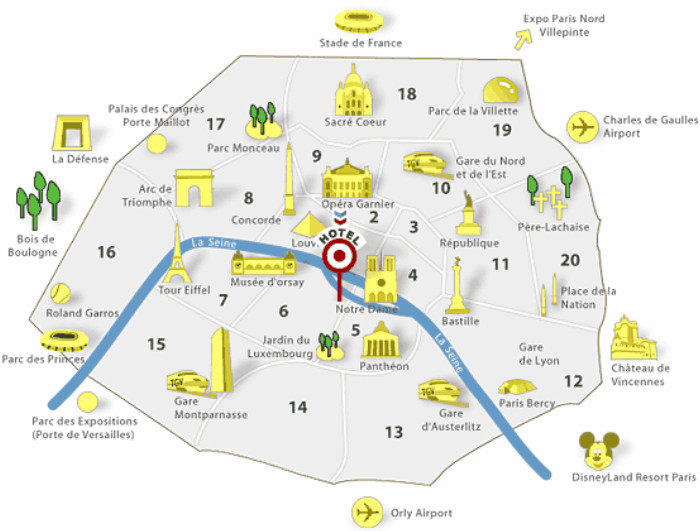 Expo Paris Nord
Villepinte
Stade de France
18
Palais des Congrès
Porte Maillot
17
Sacré Coeur
Parc de la Villette
19
Charles de Gaulles
Airport
La Défense
Parc Monceau
9
Gare du Nord
et de l'Est
10
Arc de
Triomphe
8
Opéra Garnier
Concorde
2
3
Père-Lachaise
Bois de
Boulogne
16
La Seine
Louv
HOTEL
République
11
20
Tour Eiffel
Musée d'orsay
4
7
6
Notre Dame
Place de la
Nation
Roland Garros
Bastille
5
15
Jardin du
Luxembourg
Panthéon
La Seine
Gare
de Lyon
Parc des Princes
Château de
Vincennes
12
TGV
Gare
Montparnasse
14
Gare
d'Austerlitz
Paris Bercy
Parc des Expositions
(Porte de Versailles)
13
DisneyLand Resort Paris
Orly Airport